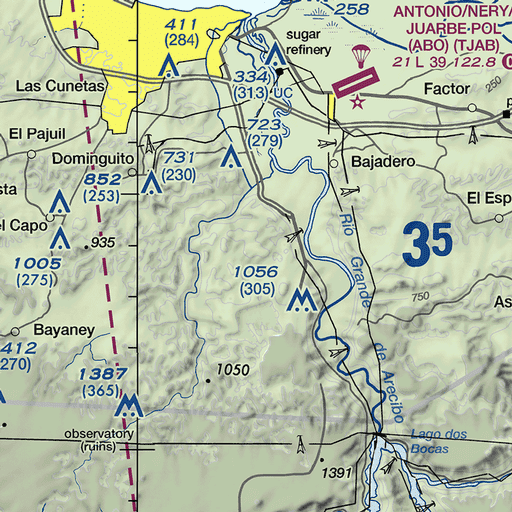 411
(284)
258
ANTONIO/NERY/
JUARBE-POL
(ABO) (TJAB)
21 L 39 122.8
sugar
refinery
Las Cunetas
334
(313) UC
250
Factor
723
(279)
El Pajuil
Dominguito
731
(230)
Bajadero
852
(253)
El Capo
El Esp
935
1005
(275)
Rio Grande de Arecibo
35
1056
(305)
750
As
Bayaney
412
270)
1387
(365)
1050
observatory
(ruins)
Lago dos
Bocas
1391